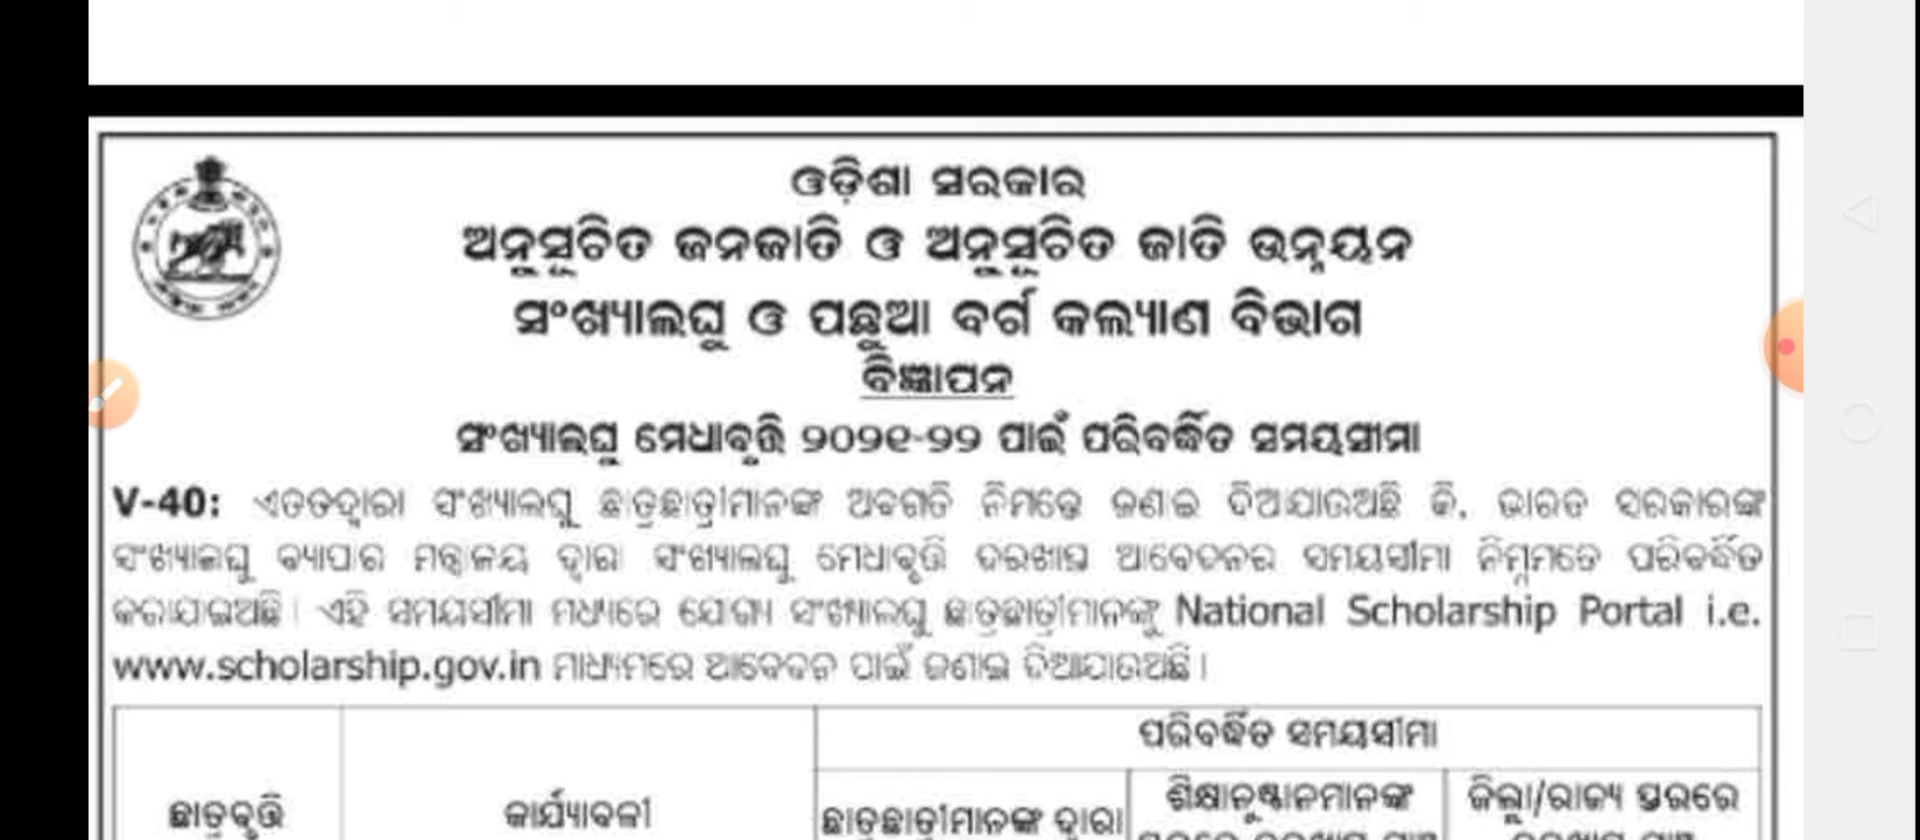 ଓଡ଼ିଶା ସରକାର
ଅନୁସୂଚିତ ଜନଜାତି ଓ ଅନୁସୂଚିତ ଜାତି ଉନ୍ନୟନ
ସଂଖ୍ୟାଲଘୁ ଓ ପଛୁଆ ବର୍ଗ କଲ୍ୟାଣ ବିଭାଗ
ବିଜ୍ଞାପନ
ସଂଖ୍ୟାଲଘୁ ମେଧାବୃତ୍ତି ୨୦୨୧-୨୨ ପାଇଁ ପରିବର୍ଦ୍ଧିତ ସମୟସୀମା
V-40: ଏତଦ୍ଦ୍ୱାରା ସଂଖ୍ୟାଲଘୁ ଛାତ୍ରଛାତ୍ରୀମାନଙ୍କ ଅବଗତି ନିମନ୍ତେ ଜଣାଇ ଦିଆଯାଉଅଛି କି, ଭାରତ ସରକାରଙ୍କ
ସଂଖ୍ୟାଲଘୁ ବ୍ୟାପାର ମନ୍ତ୍ରାଳୟ ଦ୍ୱାରା ସଂଖ୍ୟାଲଘୁ ମେଧାବୃତ୍ତି ଦରଖାସ୍ତ ଆବେଦନର ସମୟସୀମା ନିମ୍ନମତେ ପରିବର୍ଦ୍ଧିତ
କରାଯାଇଅଛି। ଏହି ସମୟସୀମା ମଧ୍ୟରେ ଯୋଗ୍ୟ ସଂଖ୍ୟାଲଘୁ ଛାତ୍ରଛାତ୍ରୀମାନଙ୍କୁ National Scholarship Portal i.e.
www.scholarship.gov.in ମାଧ୍ୟମରେ ଆବେଦନ ପାଇଁ ଜଣାଇ ଦିଆଯାଉଅଛି।
ପରିବର୍ଦ୍ଧିତ ସମୟସୀମା
ଛାତ୍ରବୃତ୍ତି କାର୍ଯ୍ୟାବଳୀ ଛାତ୍ରଛାତ୍ରୀମାନଙ୍କ ଦ୍ୱାରା ଶିକ୍ଷାନୁଷ୍ଠାନମାନଙ୍କ ଜିଲ୍ଲା/ରାଜ୍ୟ ସ୍ତରରେ